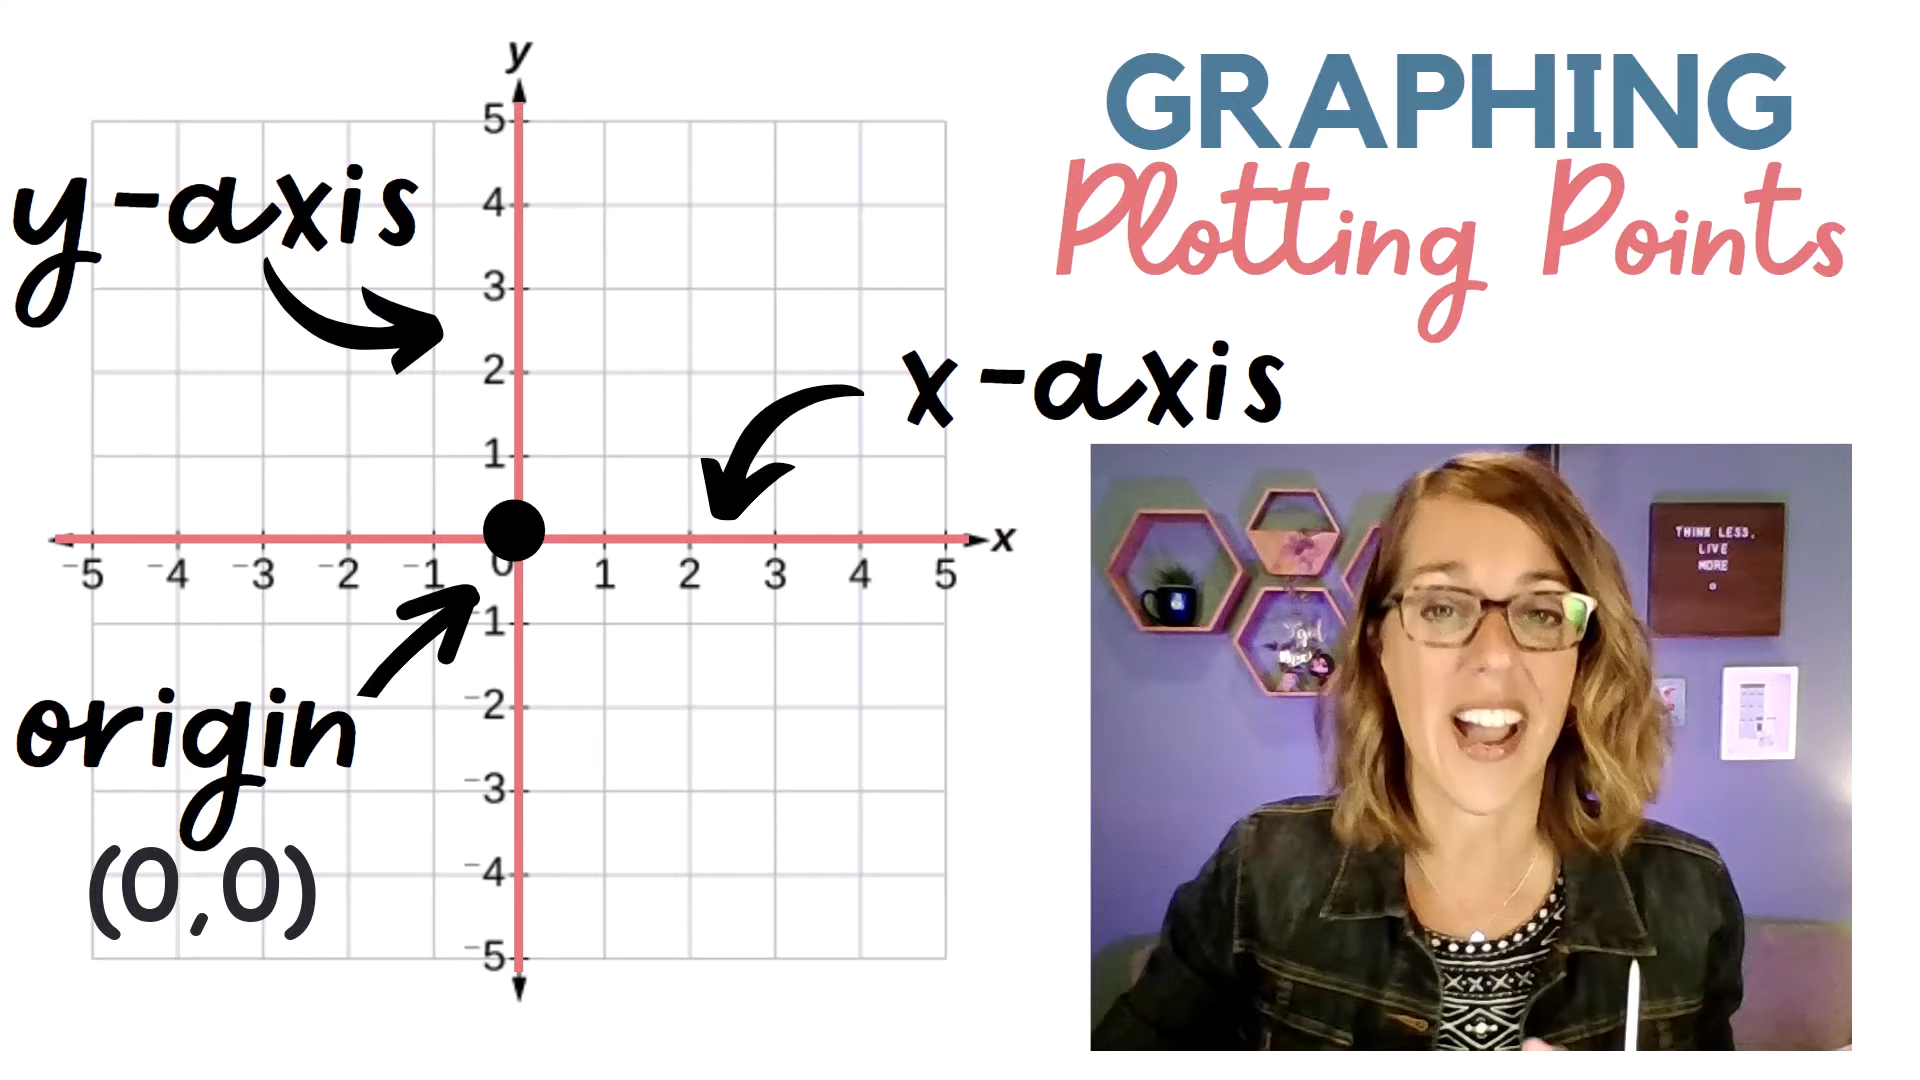 GRAPHING
Plotting Points
y
y-axis
x-axis
5
4
3
2
1
x
-5 -4 -3 -2 -1 0 1 2 3 4 5
-1
-2
-3
-4
-5
origin
(0,0)
THINK LESS,
LIVE
MORE